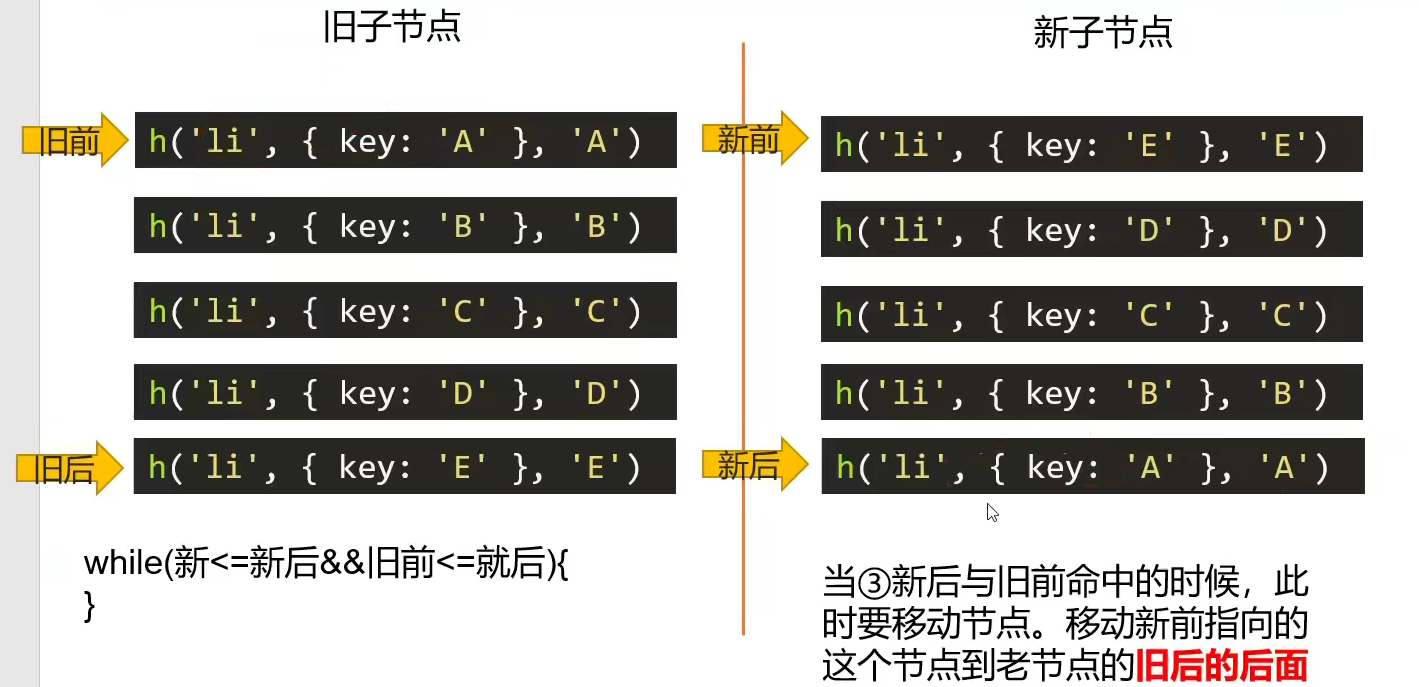 旧子节点
新子节点
旧前
h('li', { key: 'A' }, 'A')
新前
h('li', { key: 'E' }, 'E')
h('li', { key: 'B' }, 'B')
h('li', { key: 'D' }, 'D')
h('li', { key: 'C' }, 'C')
h('li', { key: 'C' }, 'C')
h('li', { key: 'D' }, 'D')
h('li', { key: 'B' }, 'B')
旧后
h('li', { key: 'E' }, 'E')
新后
h('li', { key: 'A' }, 'A')
while(新<=新后&&旧前<=就后){
}
当③新后与旧前命中的时候，此
时要移动节点。移动新前指向的
这个节点到老节点的旧后的后面